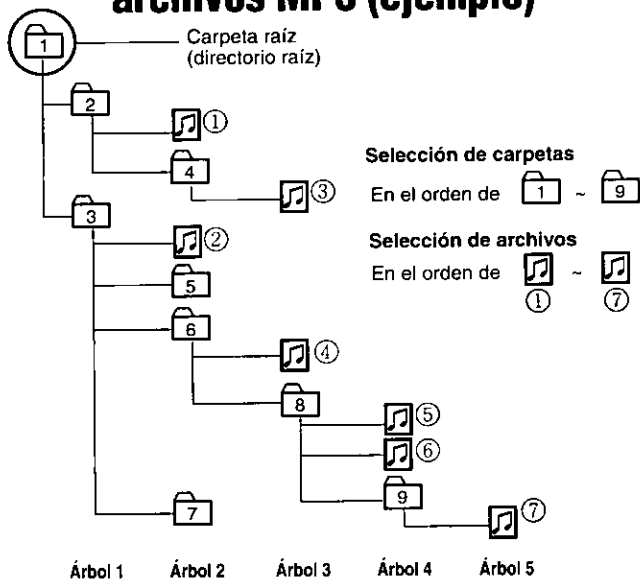 archivos MP3 (ejemplo)
1
Carpeta raíz
(directorio raíz)
2
①
4
③
Selección de carpetas
En el orden de 1 ~ 9
3
②
Selección de archivos
En el orden de ~
① ⑦
5
6
④
8
⑤
⑥
9
7
⑦
Árbol 1 Árbol 2 Árbol 3 Árbol 4 Árbol 5